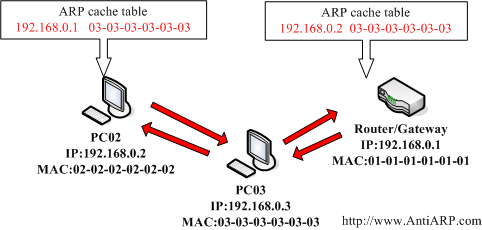 ARP cache table
192.168.0.1 03-03-03-03-03-03
ARP cache table
192.168.0.2 03-03-03-03-03-03
PC02
IP:192.168.0.2
MAC:02-02-02-02-02-02
Router/Gateway
IP:192.168.0.1
MAC:01-01-01-01-01-01
PC03
IP:192.168.0.3
MAC:03-03-03-03-03-03
http://www.AntiARP.com